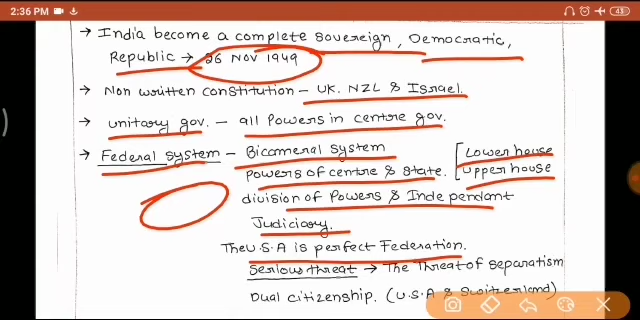 2:36 PM
43
→ India become a complete sovereign, Democratic,
Republic → 26 NOV 1949
→ Non written constitution – UK. NZL & Israel.
→ unitary gov. – all Powers in centre gov.
→ Federal system – Bicameral system [Lower house
powers of centre & state. upper house
division of Powers & Independant
Judiciary.
The U.S.A is perfect Federation.
Serious threat → The Threat of separatism
Dual citizenship. (U.S.A & Switzerland)